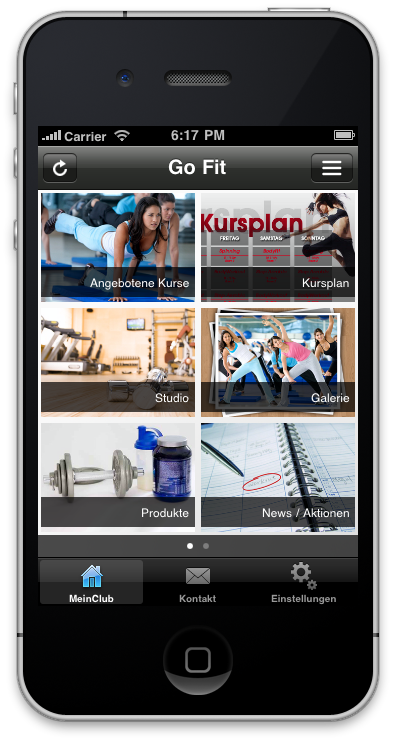 Carrier 6:17 PM
Go Fit
Angebotene Kurse
Kursplan
FREITAG SAMSTAG SONNTAG
Kursplan
Studio
Galerie
Produkte
News / Aktionen
MeinClub Kontakt Einstellungen